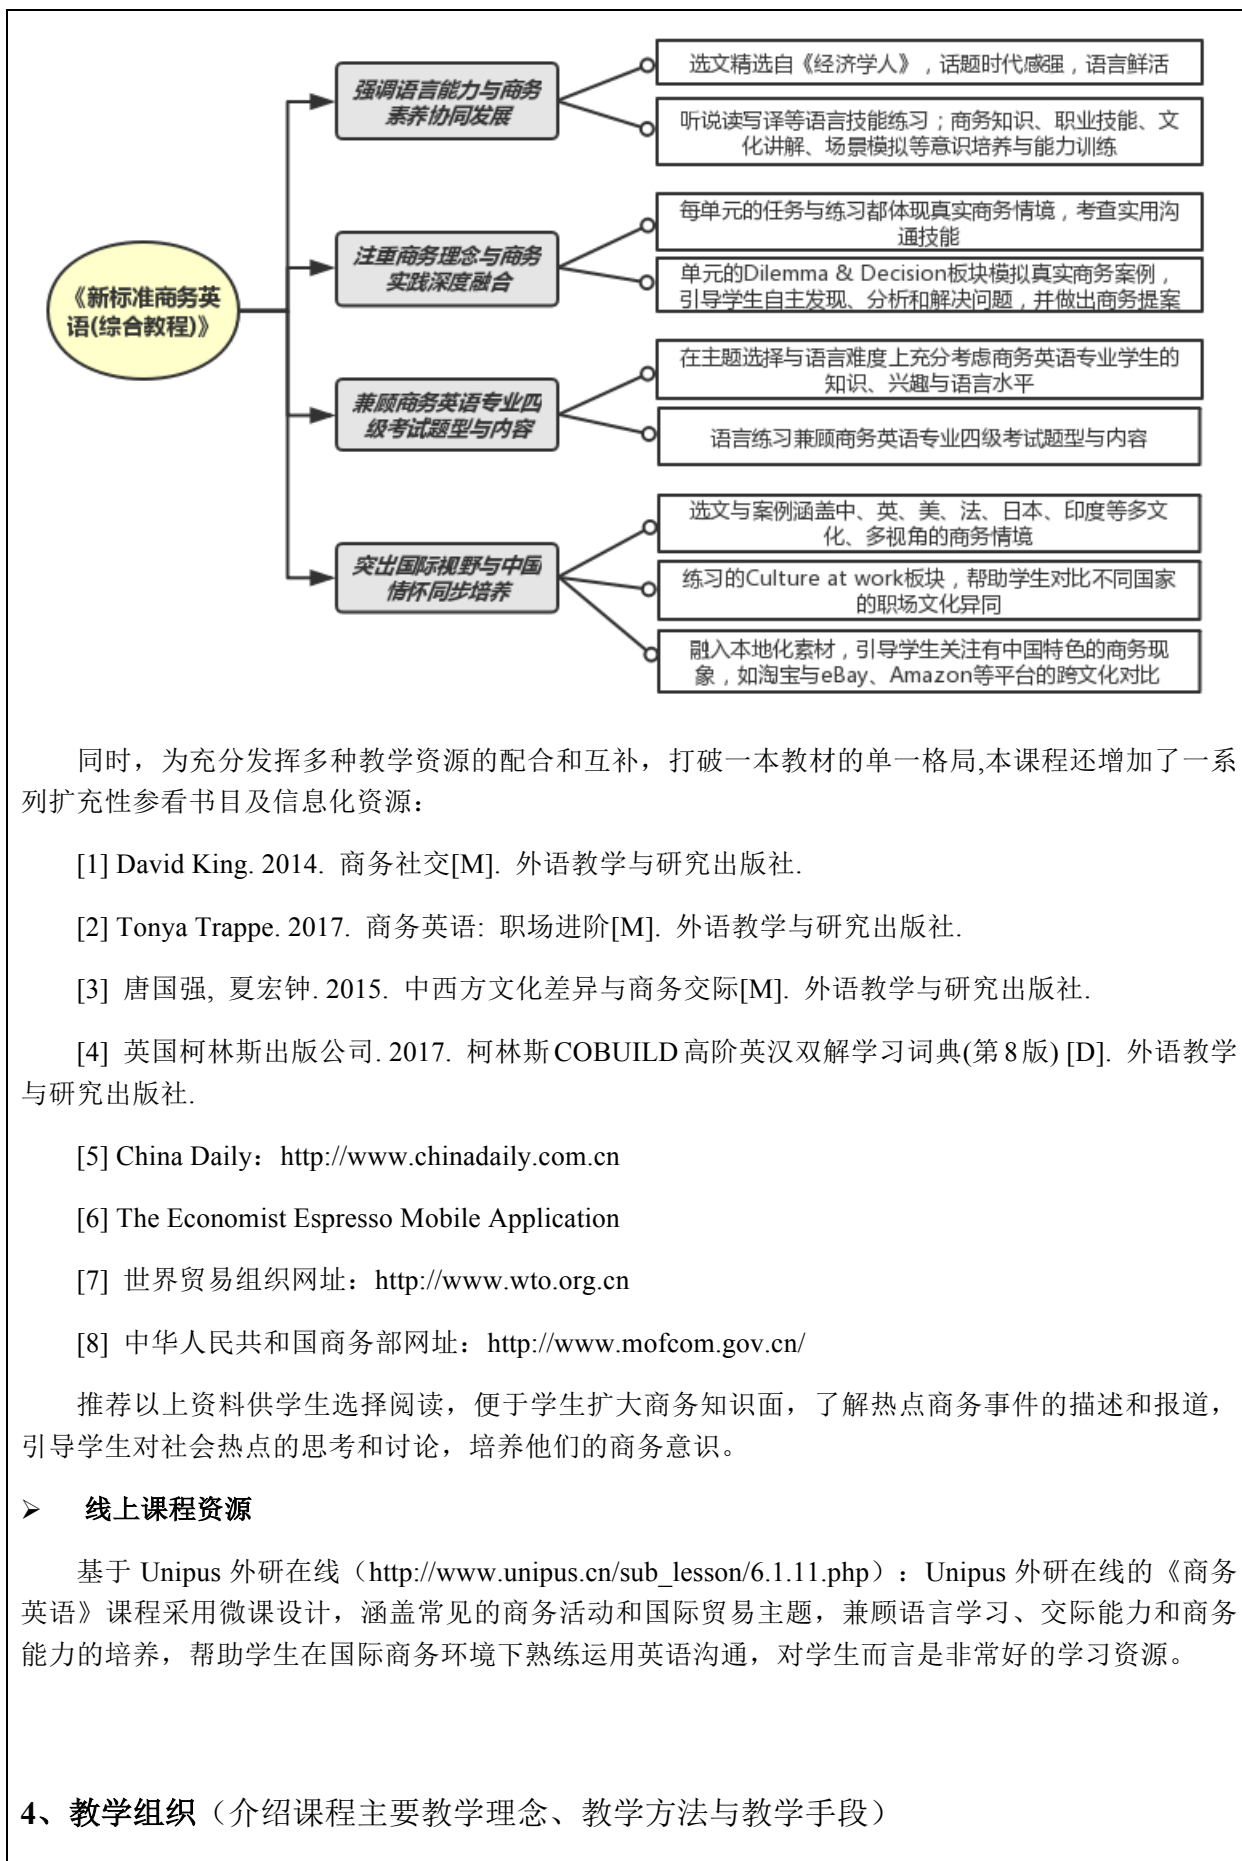 《新标准商务英
语(综合教程)》
强调语言能力与商务
素养协同发展
选文精选自《经济学人》，话题时代感强，语言鲜活
听说读写译等语言技能练习；商务知识、职业技能、文
化讲解、场景模拟等意识培养与能力训练
注重商务理念与商务
实践深度融合
每单元的任务与练习都体现真实商务情境，考查实用沟
通技能
单元的Dilemma & Decision板块模拟真实商务案例，
引导学生自主发现、分析和解决问题，并做出商务提案
兼顾商务英语专业四
级考试题型与内容
在主题选择与语言难度上充分考虑商务英语专业学生的
知识、兴趣与语言水平
语言练习兼顾商务英语专业四级考试题型与内容
突出国际视野与中国
情怀同步培养
选文与案例涵盖中、英、美、法、日本、印度等多文
化、多视角的商务情境
练习的Culture at work板块，帮助学生对比不同国家
的职场文化异同
融入本地化素材，引导学生关注有中国特色的商务现
象，如淘宝与eBay、Amazon等平台的跨文化对比
同时，为充分发挥多种教学资源的配合和互补，打破一本教材的单一格局,本课程还增加了一系
列扩充性参看书目及信息化资源：
[1] David King. 2014. 商务社交[M]. 外语教学与研究出版社.
[2] Tonya Trappe. 2017. 商务英语: 职场进阶[M]. 外语教学与研究出版社.
[3] 唐国强, 夏宏钟. 2015. 中西方文化差异与商务交际[M]. 外语教学与研究出版社.
[4] 英国柯林斯出版公司. 2017. 柯林斯COBUILD高阶英汉双解学习词典(第8版) [D]. 外语教学
与研究出版社.
[5] China Daily：http://www.chinadaily.com.cn
[6] The Economist Espresso Mobile Application
[7] 世界贸易组织网址：http://www.wto.org.cn
[8] 中华人民共和国商务部网址：http://www.mofcom.gov.cn/
推荐以上资料供学生选择阅读，便于学生扩大商务知识面，了解热点商务事件的描述和报道，
引导学生对社会热点的思考和讨论，培养他们的商务意识。
➢ 线上课程资源
基于 Unipus 外研在线（http://www.unipus.cn/sub_lesson/6.1.11.php）：Unipus 外研在线的《商务
英语》课程采用微课设计，涵盖常见的商务活动和国际贸易主题，兼顾语言学习、交际能力和商务
能力的培养，帮助学生在国际商务环境下熟练运用英语沟通，对学生而言是非常好的学习资源。
4、教学组织（介绍课程主要教学理念、教学方法与教学手段）